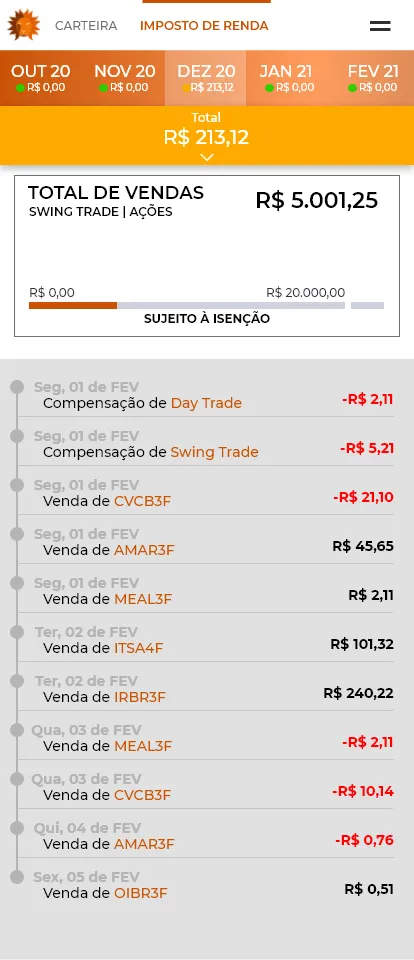 CARTEIRA IMPOSTO DE RENDA
OUT 20 NOV 20 DEZ 20 JAN 21 FEV 21
R$ 0,00 R$ 0,00 R$ 213,12 R$ 0,00 R$ 0,00
Total
R$ 213,12
TOTAL DE VENDAS R$ 5.001,25
SWING TRADE | AÇÕES
R$ 0,00 R$ 20.000,00
SUJEITO À ISENÇÃO
Seg, 01 de FEV
Compensação de Day Trade -R$ 2,11
Seg, 01 de FEV
Compensação de Swing Trade -R$ 5,21
Seg, 01 de FEV
Venda de CVCB3F -R$ 21,10
Seg, 01 de FEV
Venda de AMAR3F R$ 45,65
Seg, 01 de FEV
Venda de MEAL3F R$ 2,11
Ter, 02 de FEV
Venda de ITSA4F R$ 101,32
Ter, 02 de FEV
Venda de IRBR3F R$ 240,22
Qua, 03 de FEV
Venda de MEAL3F -R$ 2,11
Qua, 03 de FEV
Venda de CVCB3F -R$ 10,14
Qui, 04 de FEV
Venda de AMAR3F -R$ 0,76
Sex, 05 de FEV
Venda de OIBR3F R$ 0,51